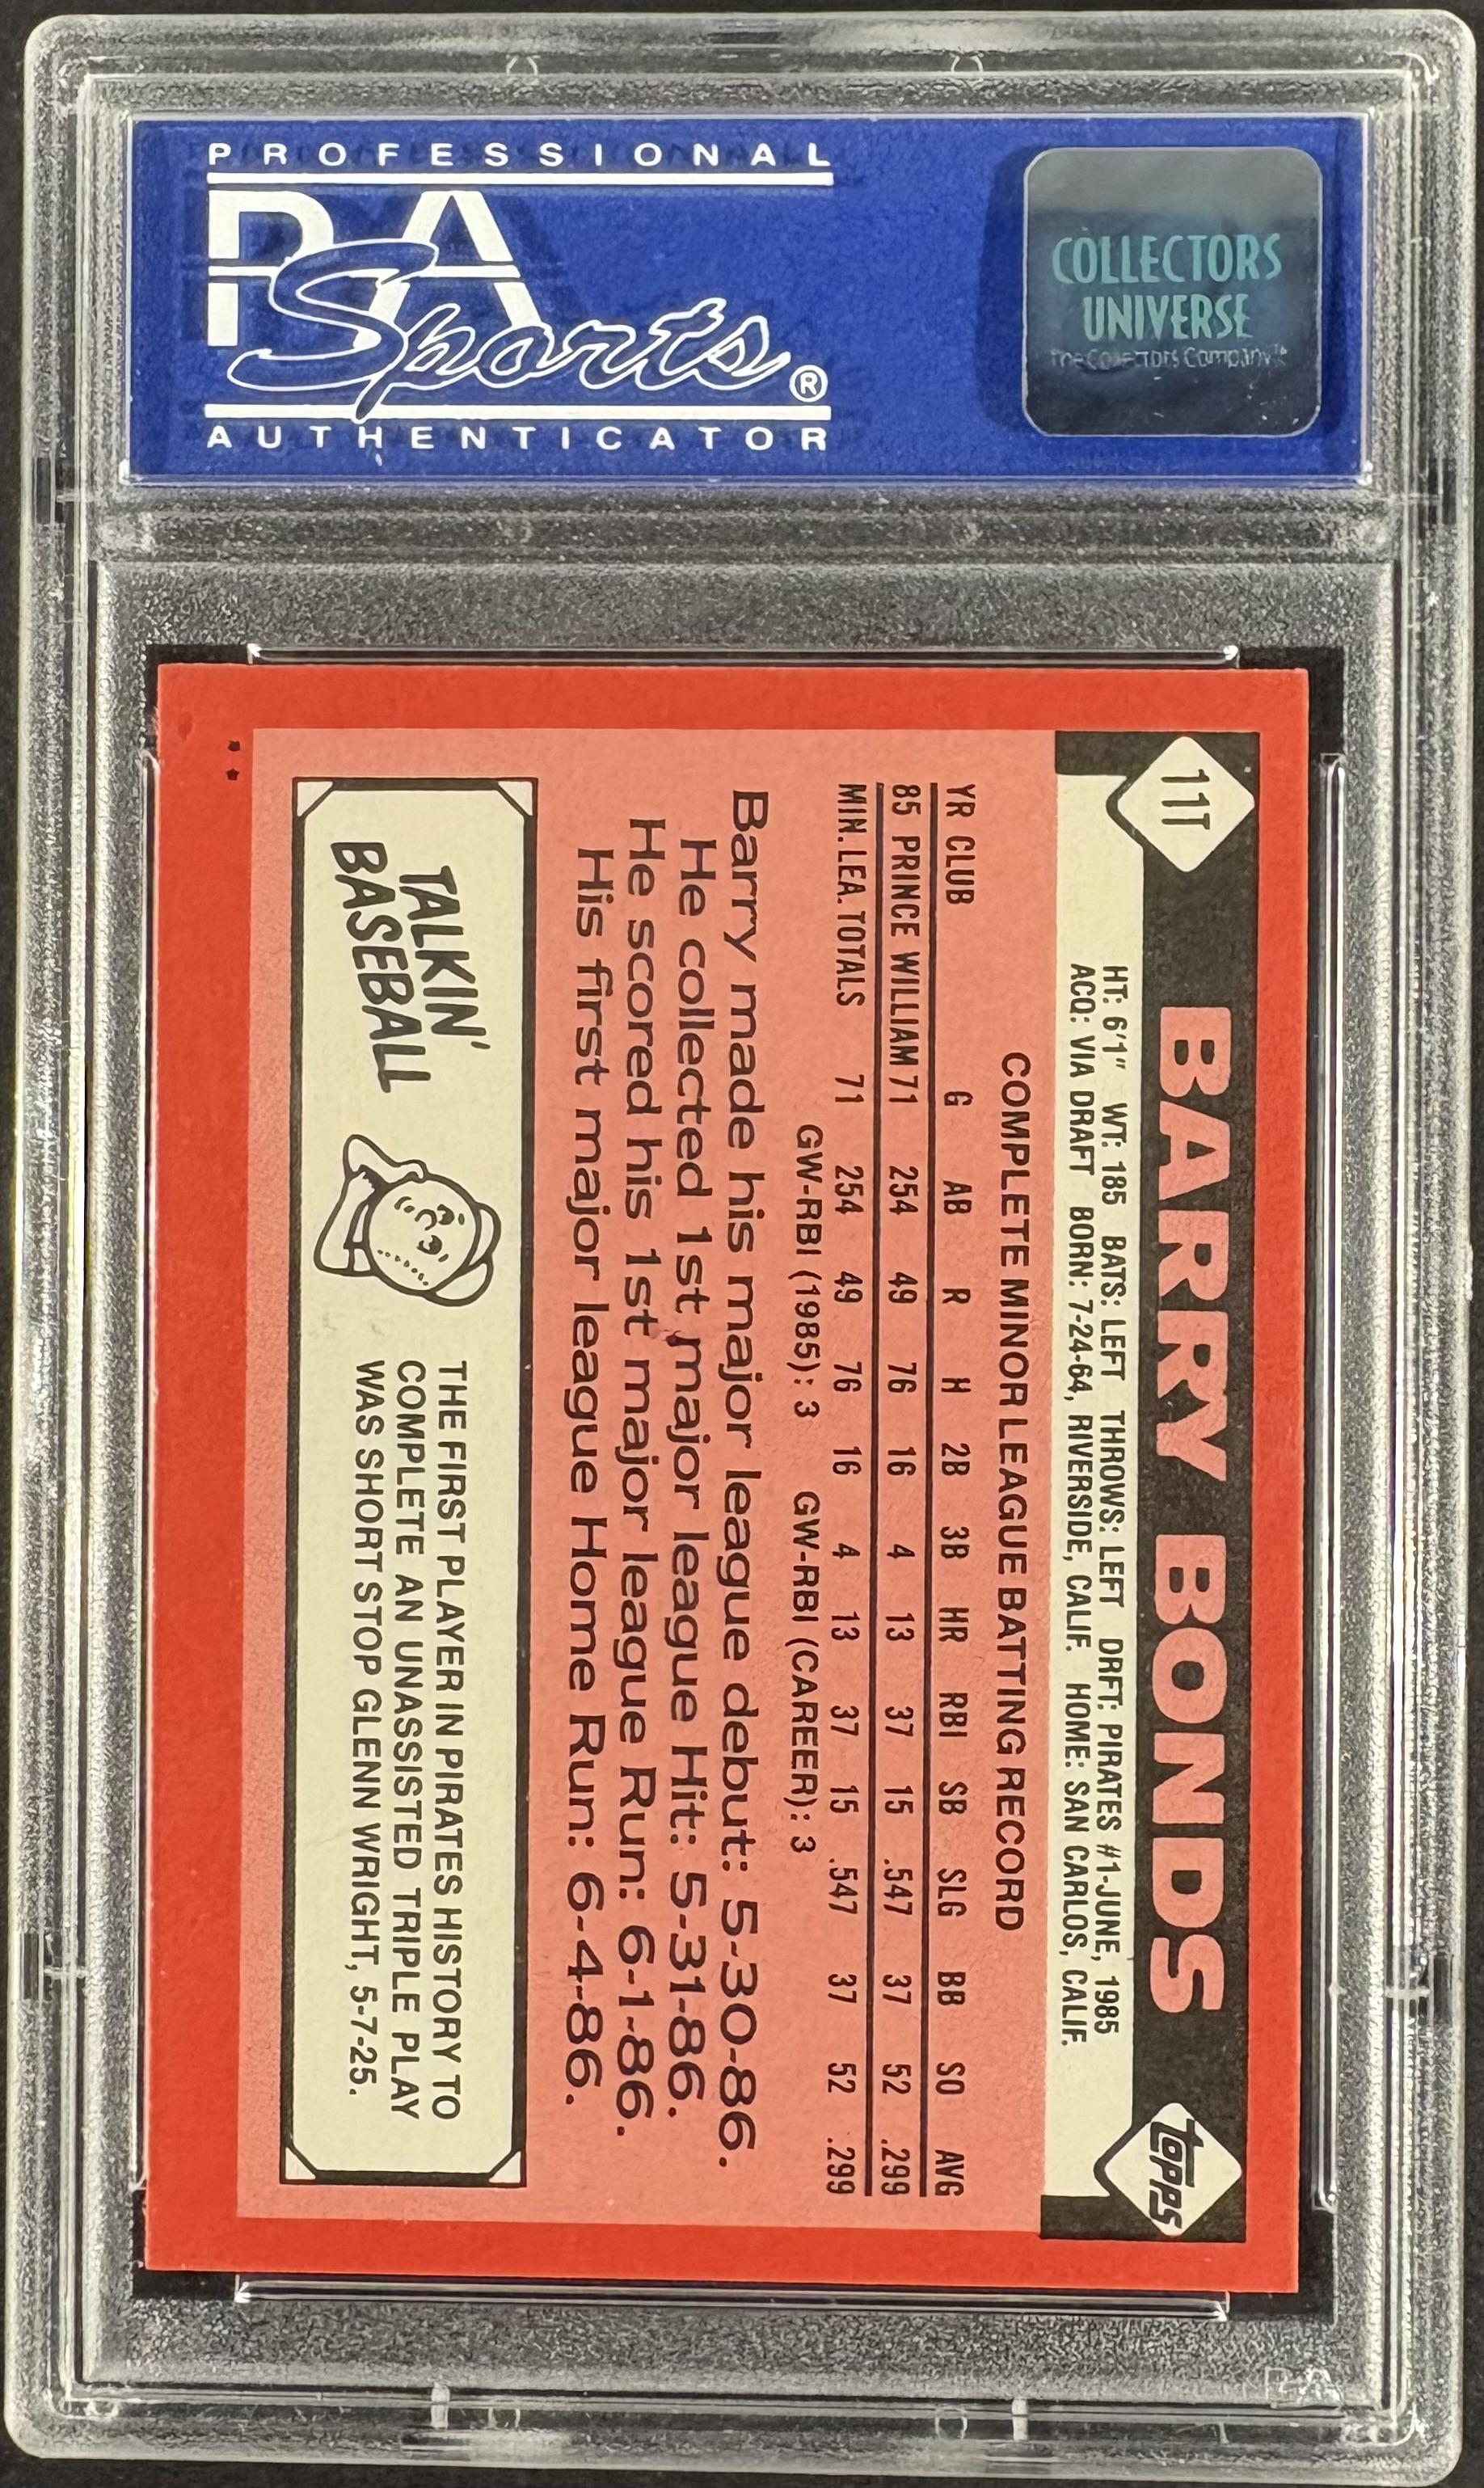 PROFESSIONAL
PSA Sports®
AUTHENTICATOR
COLLECTORS
UNIVERSE
The Collectors Company
11T
BARRY BONDS
topps
HT: 6'1" WT: 185 BATS: LEFT THROWS: LEFT DRFT: PIRATES #1-JUNE, 1985
ACQ: VIA DRAFT BORN: 7-24-64, RIVERSIDE, CALIF. HOME: SAN CARLOS, CALIF.
COMPLETE MINOR LEAGUE BATTING RECORD
YR CLUB G AB R H 2B 3B HR RBI SB SLG BB SO AVG
85 PRINCE WILLIAM 71 254 49 76 16 4 13 37 15 .547 37 52 .299
MIN. LEA. TOTALS 71 254 49 76 16 4 13 37 15 .547 37 52 .299
GW-RBI (1985): 3 GW-RBI (CAREER): 3
Barry made his major league debut: 5-30-86.
He collected 1st major league Hit: 5-31-86.
He scored his 1st major league Run: 6-1-86.
His first major league Home Run: 6-4-86.
TALKIN'
BASEBALL
THE FIRST PLAYER IN PIRATES HISTORY TO
COMPLETE AN UNASSISTED TRIPLE PLAY
WAS SHORT STOP GLENN WRIGHT, 5-7-25.
PSA